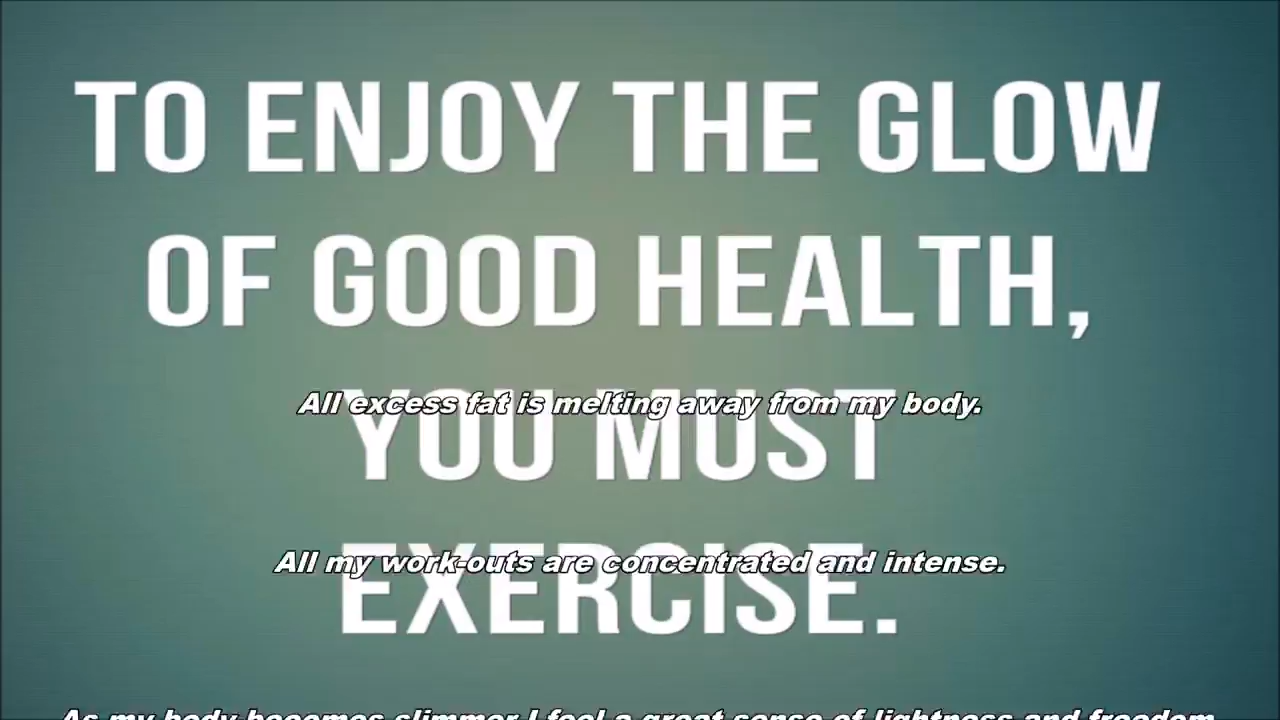 TO ENJOY THE GLOW
OF GOOD HEALTH,
All excess fat is melting away from my body.
YOU MUST
All my work-outs are concentrated and intense.
EXERCISE.
As my body becomes slimmer I feel a great sense of lightness and freedom